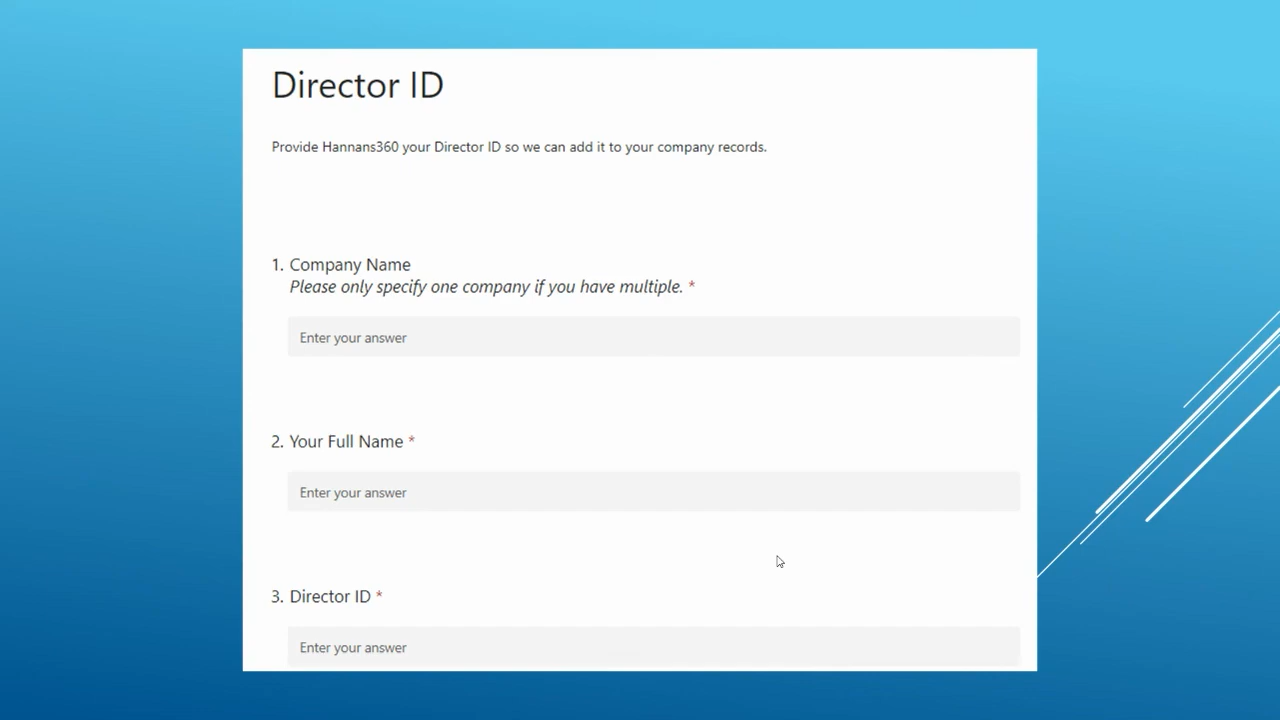 Director ID
Provide Hannans360 your Director ID so we can add it to your company records.
1. Company Name
Please only specify one company if you have multiple. *
Enter your answer
2. Your Full Name *
Enter your answer
3. Director ID *
Enter your answer